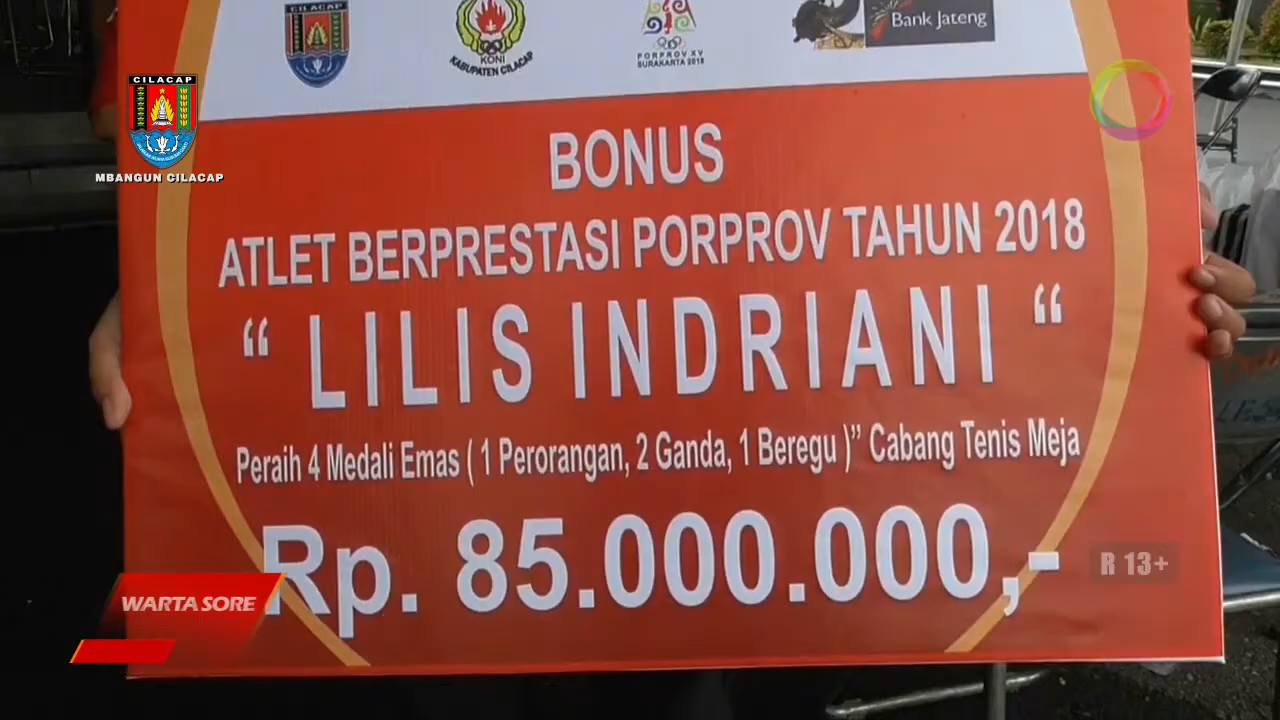 CILACAP
KONI
KABUPATEN CILACAP
PORPROV XV
SURAKARTA 2018
Bank Jateng
CILACAP
MBANGUN CILACAP
BONUS
ATLET BERPRESTASI PORPROV TAHUN 2018
“ LILIS INDRIANI “
Peraih 4 Medali Emas ( 1 Perorangan, 2 Ganda, 1 Beregu )” Cabang Tenis Meja
Rp. 85.000.000,-
R 13+
WARTA SORE